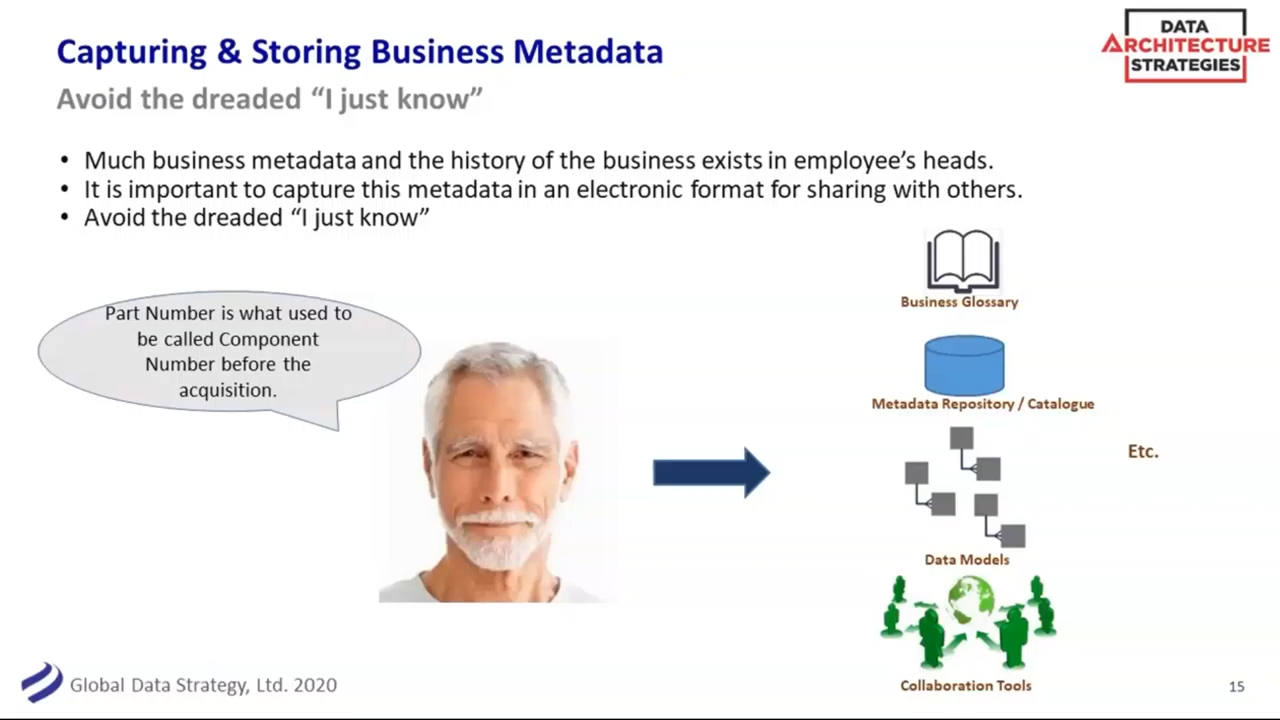 Capturing & Storing Business Metadata
DATA
ARCHITECTURE
STRATEGIES
Avoid the dreaded “I just know”
• Much business metadata and the history of the business exists in employee’s heads.
• It is important to capture this metadata in an electronic format for sharing with others.
• Avoid the dreaded “I just know”
Part Number is what used to
be called Component
Number before the
acquisition.
Business Glossary
Metadata Repository / Catalogue
Etc.
Data Models
Collaboration Tools
Global Data Strategy, Ltd. 2020
15